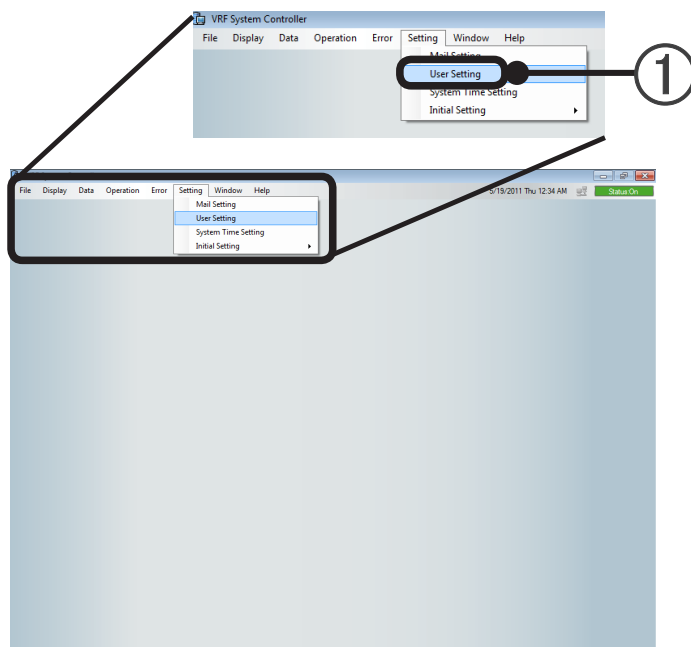 VRF System Controller
File Display Data Operation Error Setting Window Help
Mail Setting
User Setting
System Time Setting
Initial Setting
1
File Display Data Operation Error Setting Window Help 5/19/2011 Thu 12:34 AM Status:On
Mail Setting
User Setting
System Time Setting
Initial Setting